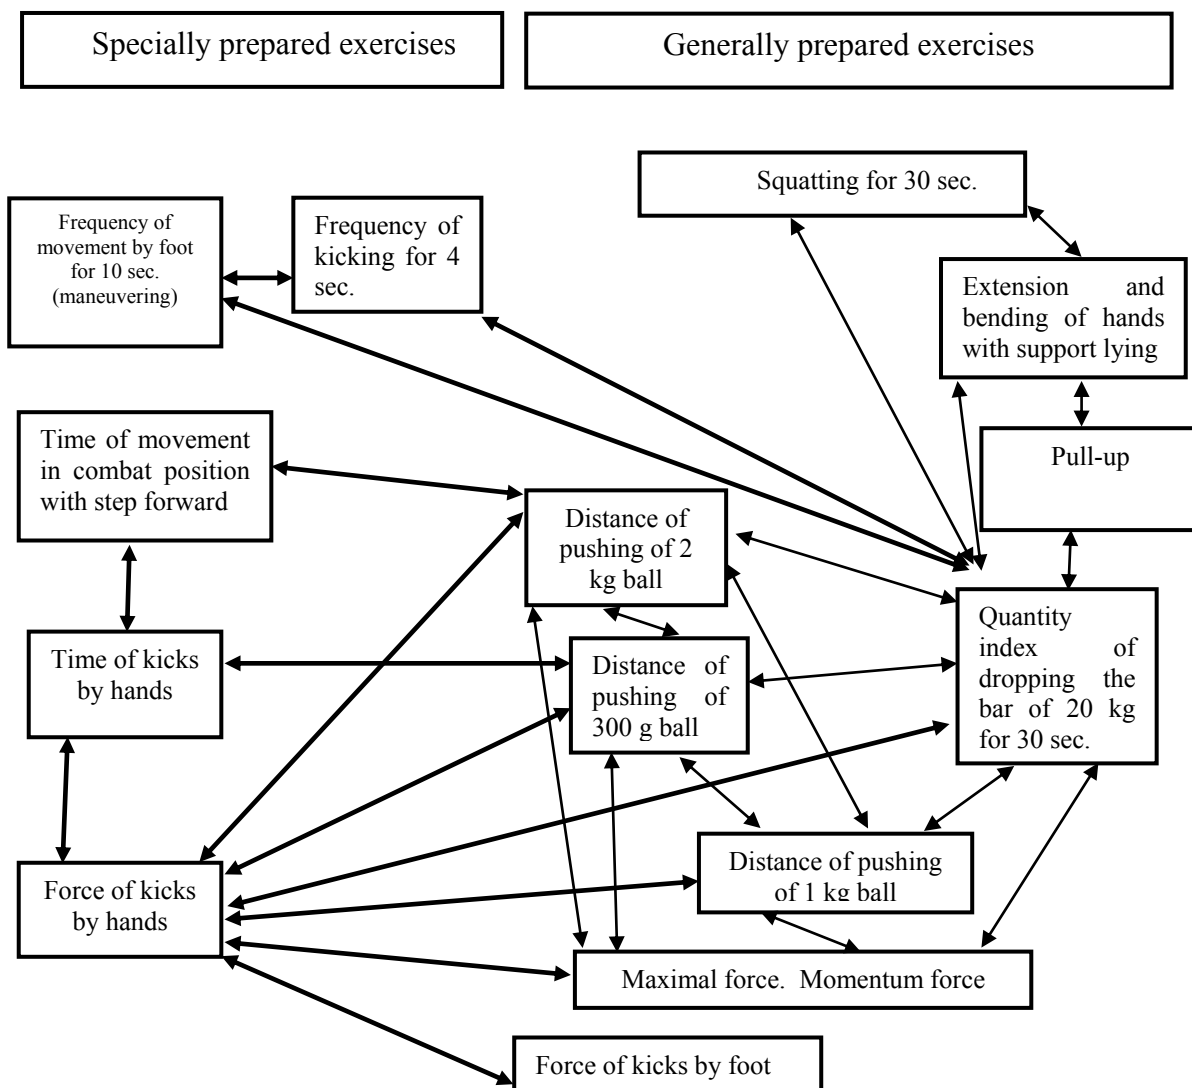 Specially prepared exercises
Generally prepared exercises
Squatting for 30 sec.
Frequency of
movement by foot
for 10 sec.
(maneuvering)
Frequency of
kicking for 4
sec.
Extension and
bending of hands
with support lying
Time of movement
in combat position
with step forward
Pull-up
Distance of
pushing of 2
kg ball
Quantity
index of
dropping the
bar of 20 kg
for 30 sec.
Time of kicks
by hands
Distance of
pushing of
300 g ball
Force of kicks
by hands
Distance of pushing
of 1 kg ball
Maximal force. Momentum force
Force of kicks by foot